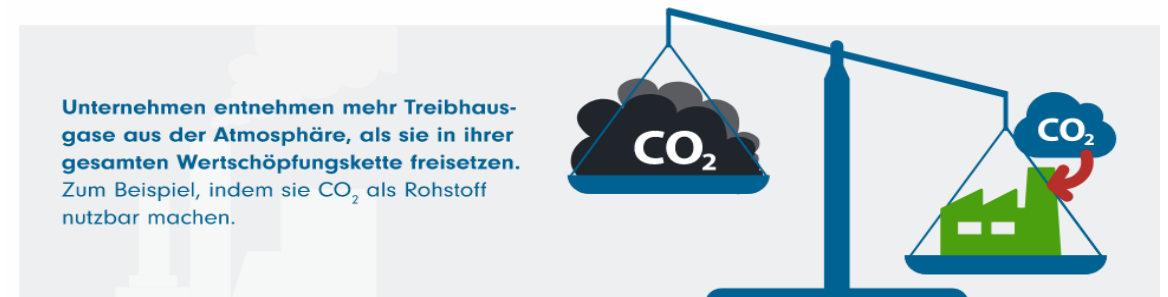 Unternehmen entnehmen mehr Treibhaus-
gase aus der Atmosphäre, als sie in ihrer
gesamten Wertschöpfungskette freisetzen.
Zum Beispiel, indem sie CO₂ als Rohstoff
nutzbar machen.
CO₂
CO₂